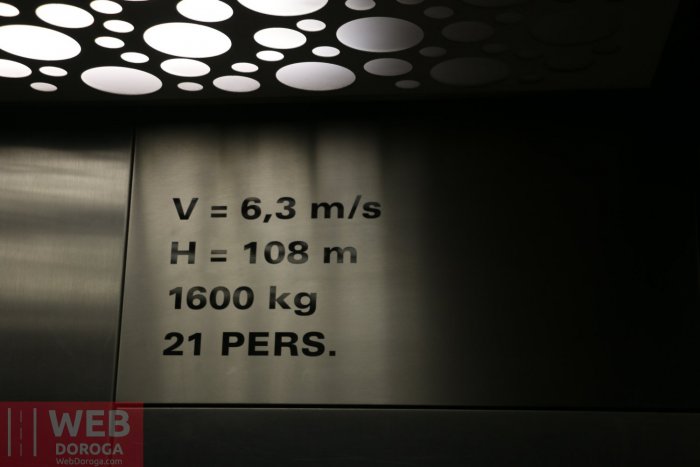 V = 6,3 m/s
H = 108 m
1600 kg
21 PERS.
WEB
DOROGA
WebDoroga.com